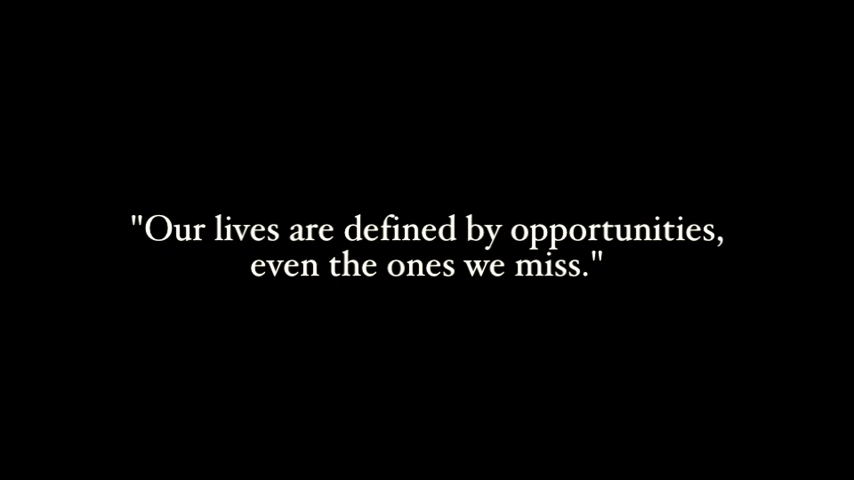 "Our lives are defined by opportunities,
even the ones we miss."